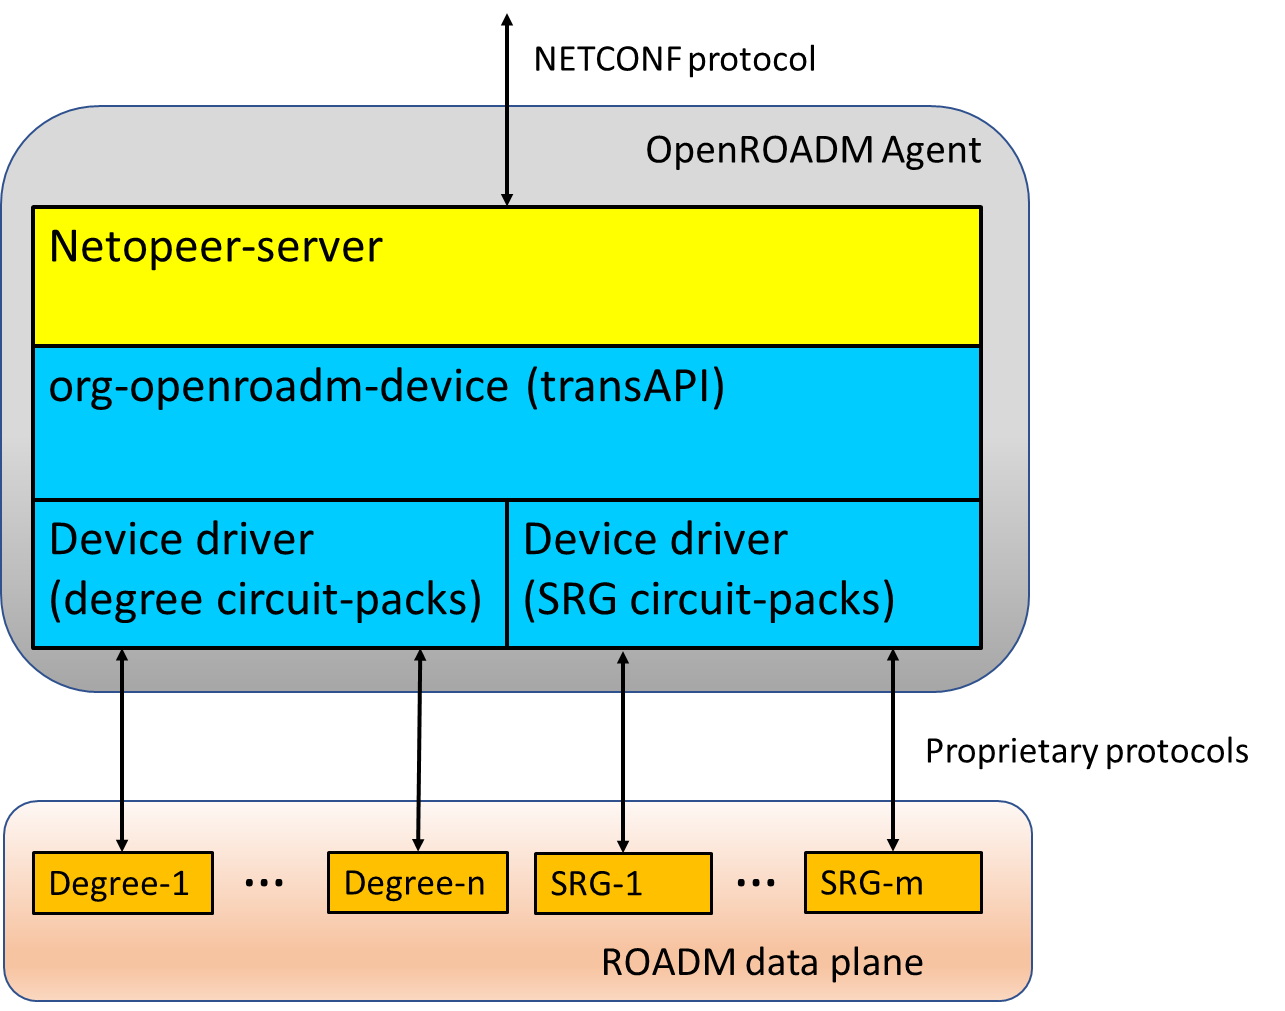 NETCONF protocol
OpenROADM Agent
Netopeer-server
org-openroadm-device (transAPI)
Device driver
(degree circuit-packs)
Device driver
(SRG circuit-packs)
Proprietary protocols
Degree-1
...
Degree-n
SRG-1
...
SRG-m
ROADM data plane